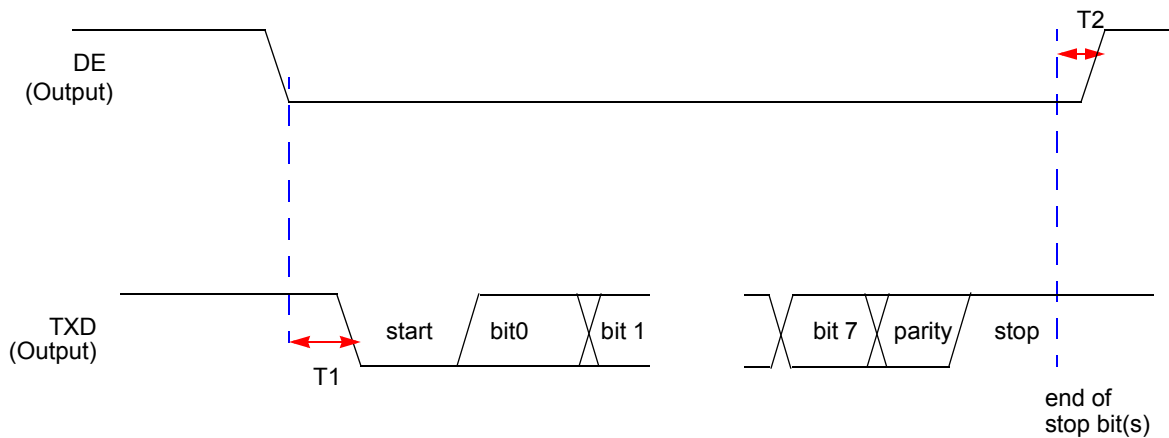 T2
DE
(Output)
TXD
(Output)
start
bit0
bit 1
bit 7
parity
stop
T1
end of
stop bit(s)